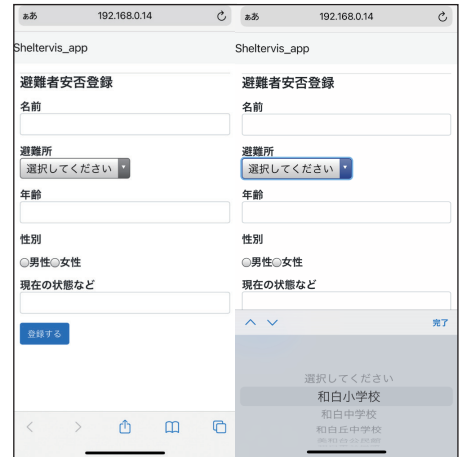 ぁあ 192.168.0.14
Sheltervis_app
避難者安否登録
名前
避難所
選択してください
年齢
性別
男性 女性
現在の状態など
登録する
ぁあ 192.168.0.14
Sheltervis_app
避難者安否登録
名前
避難所
選択してください
年齢
性別
男性 女性
現在の状態など
完了
選択してください
和白小学校
和白中学校
和白丘中学校